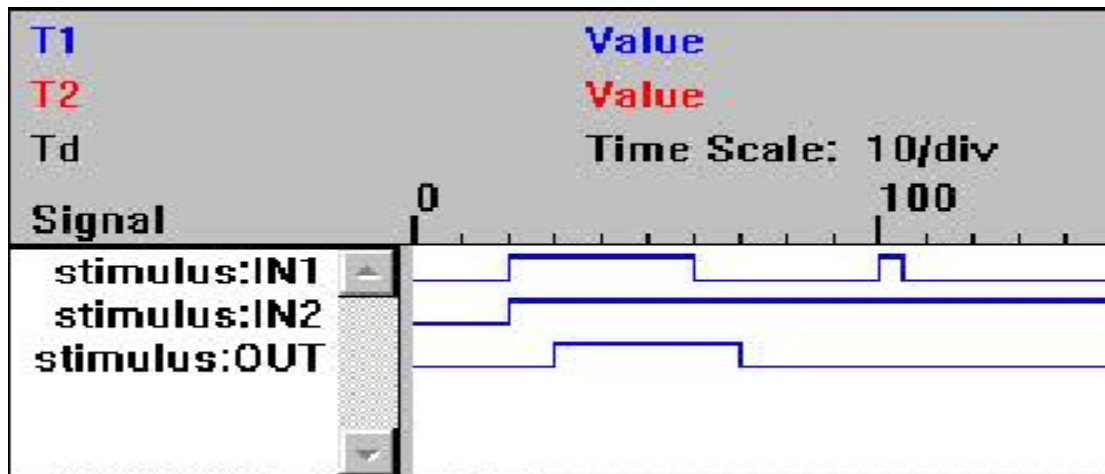 T1 Value
T2 Value
Td Time Scale: 10/div
Signal 0 100
stimulus:IN1
stimulus:IN2
stimulus:OUT